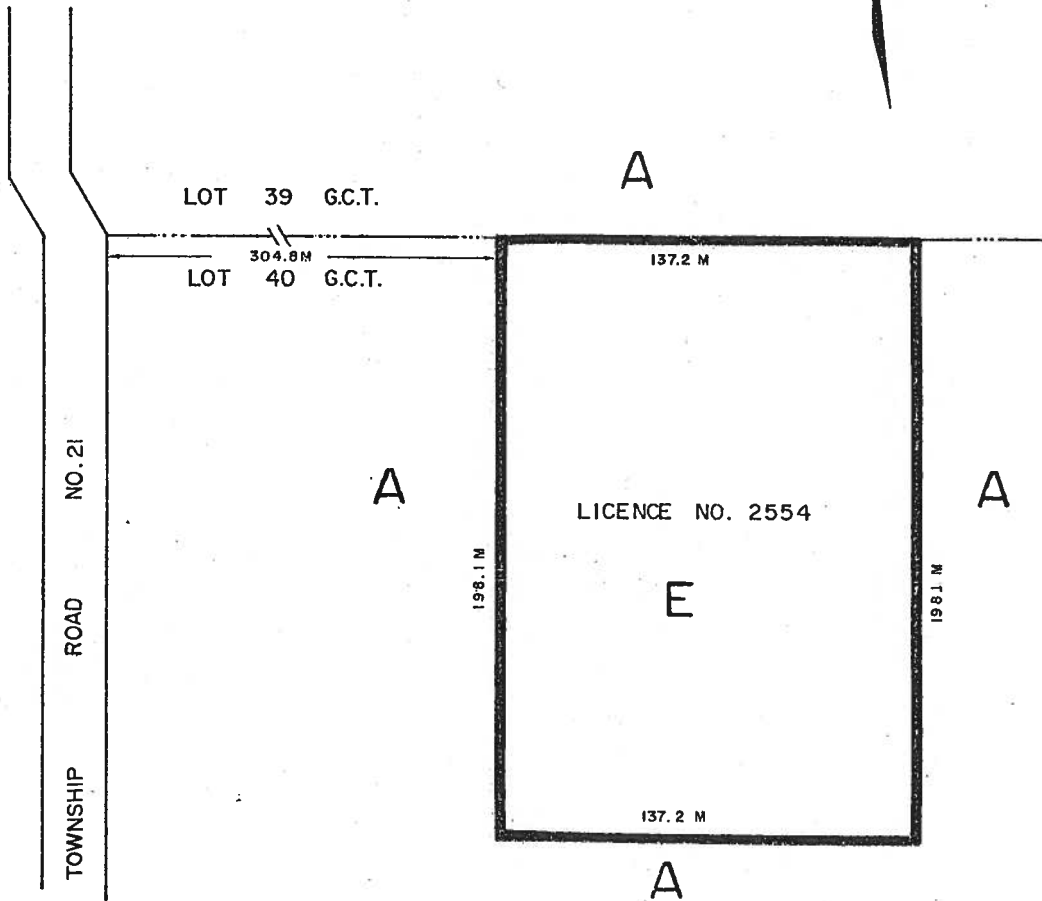 A
LOT 39 G.C.T.
304.8M
137.2 M
LOT 40 G.C.T.
TOWNSHIP ROAD NO. 21
A
A
LICENCE NO. 2554
198.1 M
E
198.1 M
137.2 M
A